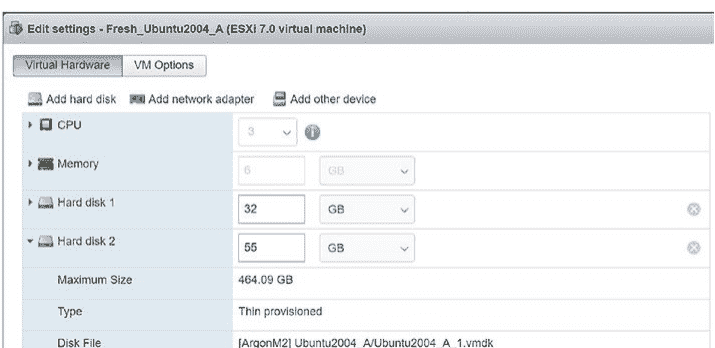 Edit settings - Fresh_Ubuntu2004_A (ESXi 7.0 virtual machine)
Virtual Hardware VM Options
Add hard disk Add network adapter Add other device
CPU 3
Memory 6 GB
Hard disk 1 32 GB
Hard disk 2 55 GB
Maximum Size 464.09 GB
Type Thin provisioned
Disk File [ArgonM2] Ubuntu2004_A/Ubuntu2004_A_1.vmdk